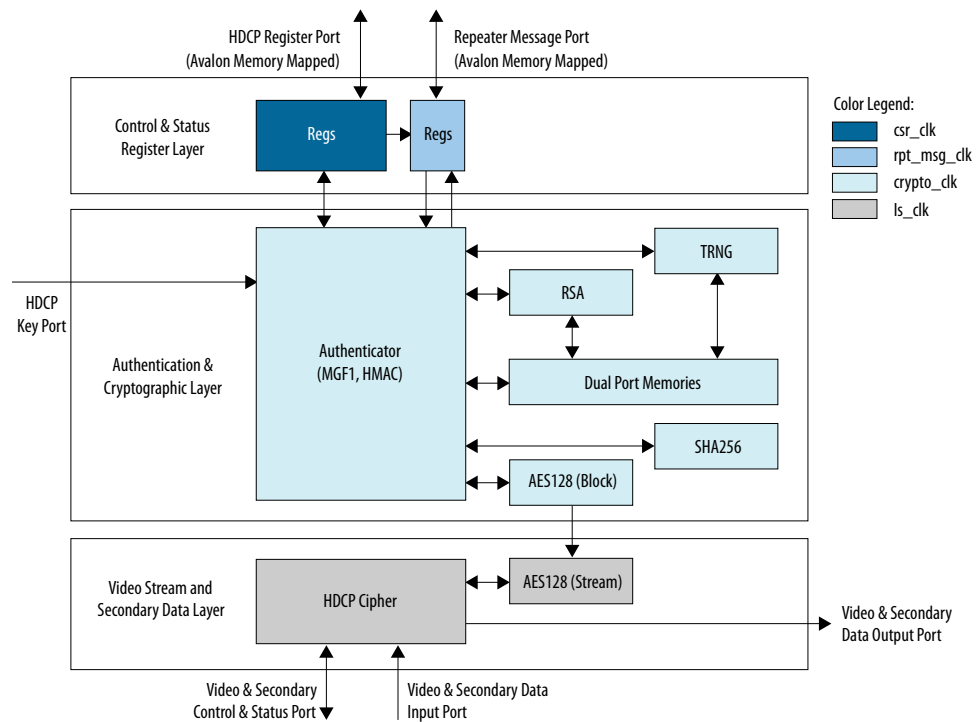 HDCP Register Port
(Avalon Memory Mapped)
Repeater Message Port
(Avalon Memory Mapped)
Control & Status
Register Layer
Regs
Regs
Color Legend:
csr_clk
rpt_msg_clk
crypto_clk
ls_clk
HDCP
Key Port
Authentication &
Cryptographic Layer
Authenticator
(MGF1, HMAC)
TRNG
RSA
Dual Port Memories
SHA256
AES128 (Block)
Video Stream and
Secondary Data Layer
HDCP Cipher
AES128 (Stream)
Video & Secondary
Data Output Port
Video & Secondary
Control & Status Port
Video & Secondary Data
Input Port